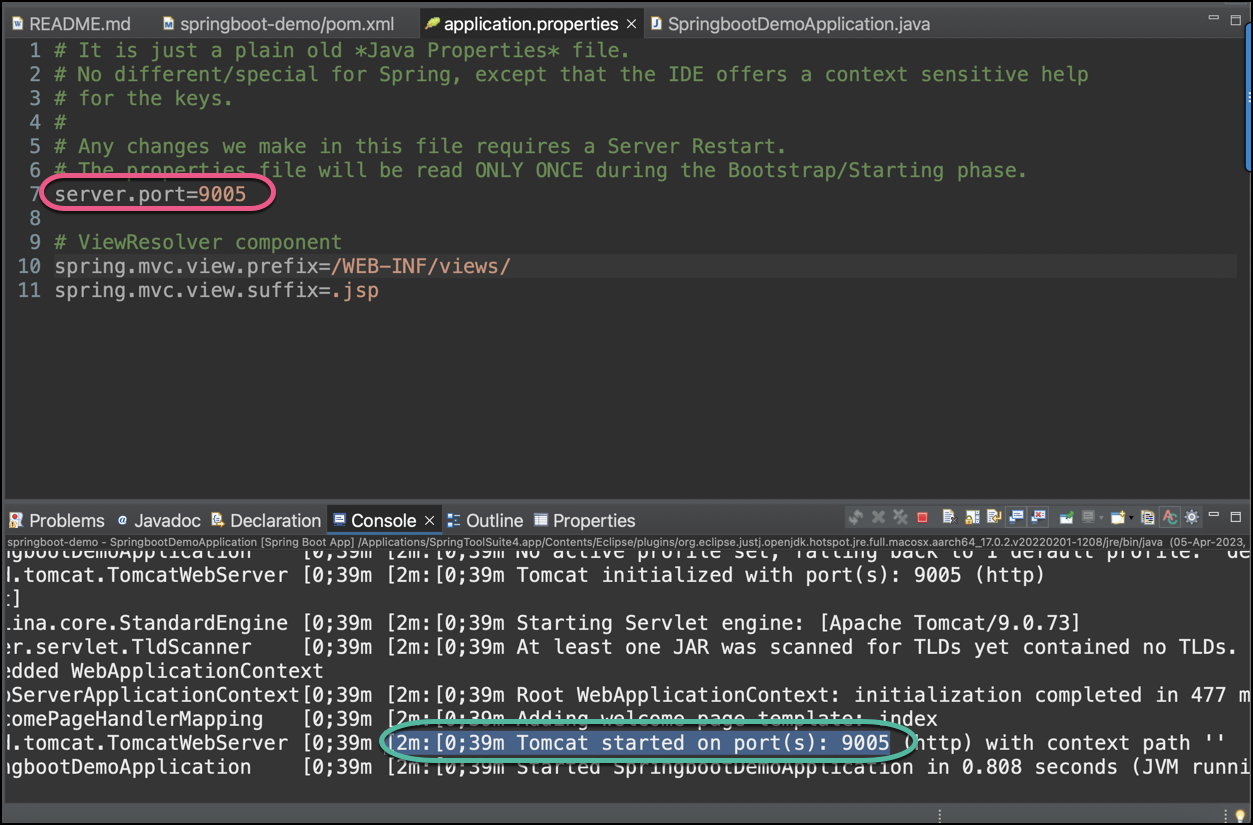 README.md springboot-demo/pom.xml application.properties SpringbootDemoApplication.java
1 # It is just a plain old *Java Properties* file.
2 # No different/special for Spring, except that the IDE offers a context sensitive help
3 # for the keys.
4 #
5 # Any changes we make in this file requires a Server Restart.
6 # The properties file will be read ONLY ONCE during the Bootstrap/Starting phase.
7 server.port=9005
8
9 # ViewResolver component
10 spring.mvc.view.prefix=/WEB-INF/views/
11 spring.mvc.view.suffix=.jsp
Problems Javadoc Declaration Console Outline Properties
springboot-demo - SpringbootDemoApplication [Spring Boot App] /Applications/SpringToolSuite4.app/Contents/Eclipse/plugins/org.eclipse.justj.openjdk.hotspot.jre.full.macosx.aarch64_17.0.2.v20220201-1208/jre/bin/java (05-Apr-2023,
ngbootDemoApplication [0;39m [2m:[0;39m No active profile set, falling back to 1 default profile: "de
d.tomcat.TomcatWebServer [0;39m [2m:[0;39m Tomcat initialized with port(s): 9005 (http)
:]
lina.core.StandardEngine [0;39m [2m:[0;39m Starting Servlet engine: [Apache Tomcat/9.0.73]
er.servlet.TldScanner [0;39m [2m:[0;39m At least one JAR was scanned for TLDs yet contained no TLDs.
edded WebApplicationContext
oServerApplicationContext[0;39m [2m:[0;39m Root WebApplicationContext: initialization completed in 477 m
comePageHandlerMapping [0;39m [2m:[0;39m Adding welcome page template: index
d.tomcat.TomcatWebServer [0;39m [2m:[0;39m Tomcat started on port(s): 9005 (http) with context path ''
ngbootDemoApplication [0;39m [2m:[0;39m Started SpringbootDemoApplication in 0.808 seconds (JVM runni